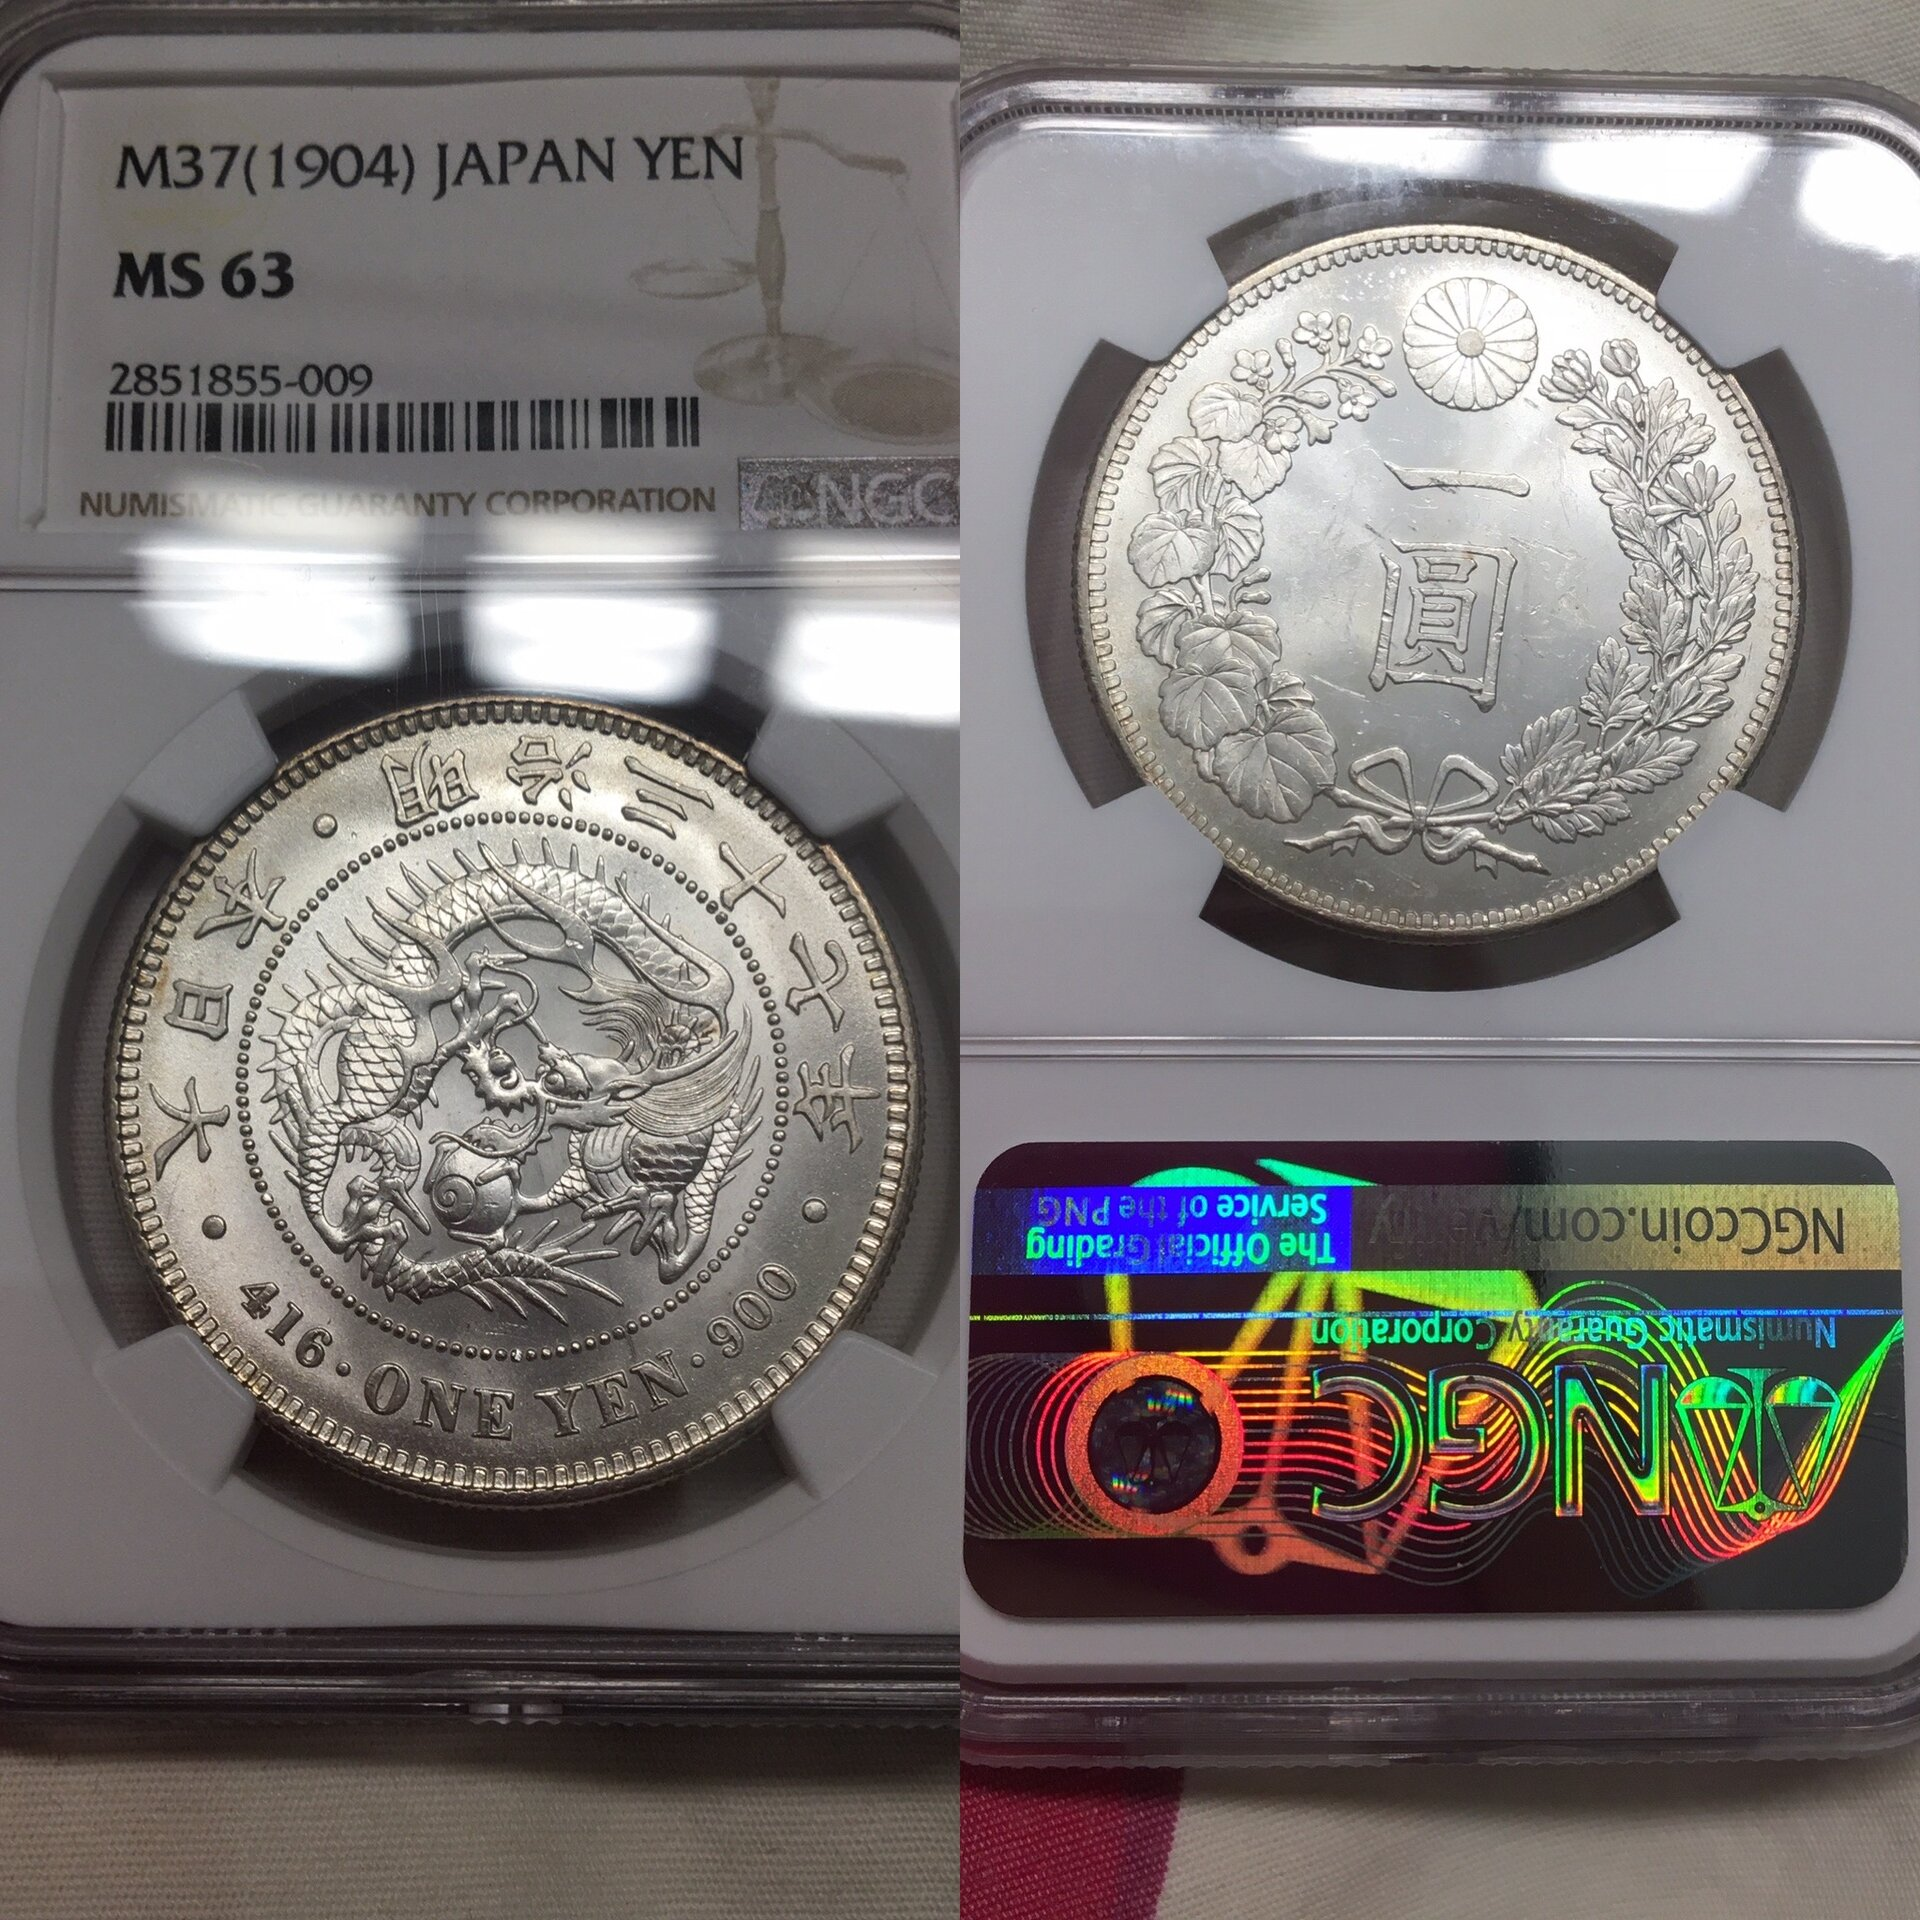 M37(1904) JAPAN YEN
MS 63
2851855-009
NUMISMATIC GUARANTY CORPORATION
NGC
大日本・明治三十七年・
416・ONE YEN・900
一
圓
NGC
Numismatic Guaranty Corporation
NGCcoin.com
The Official Grading
Service of the PNG